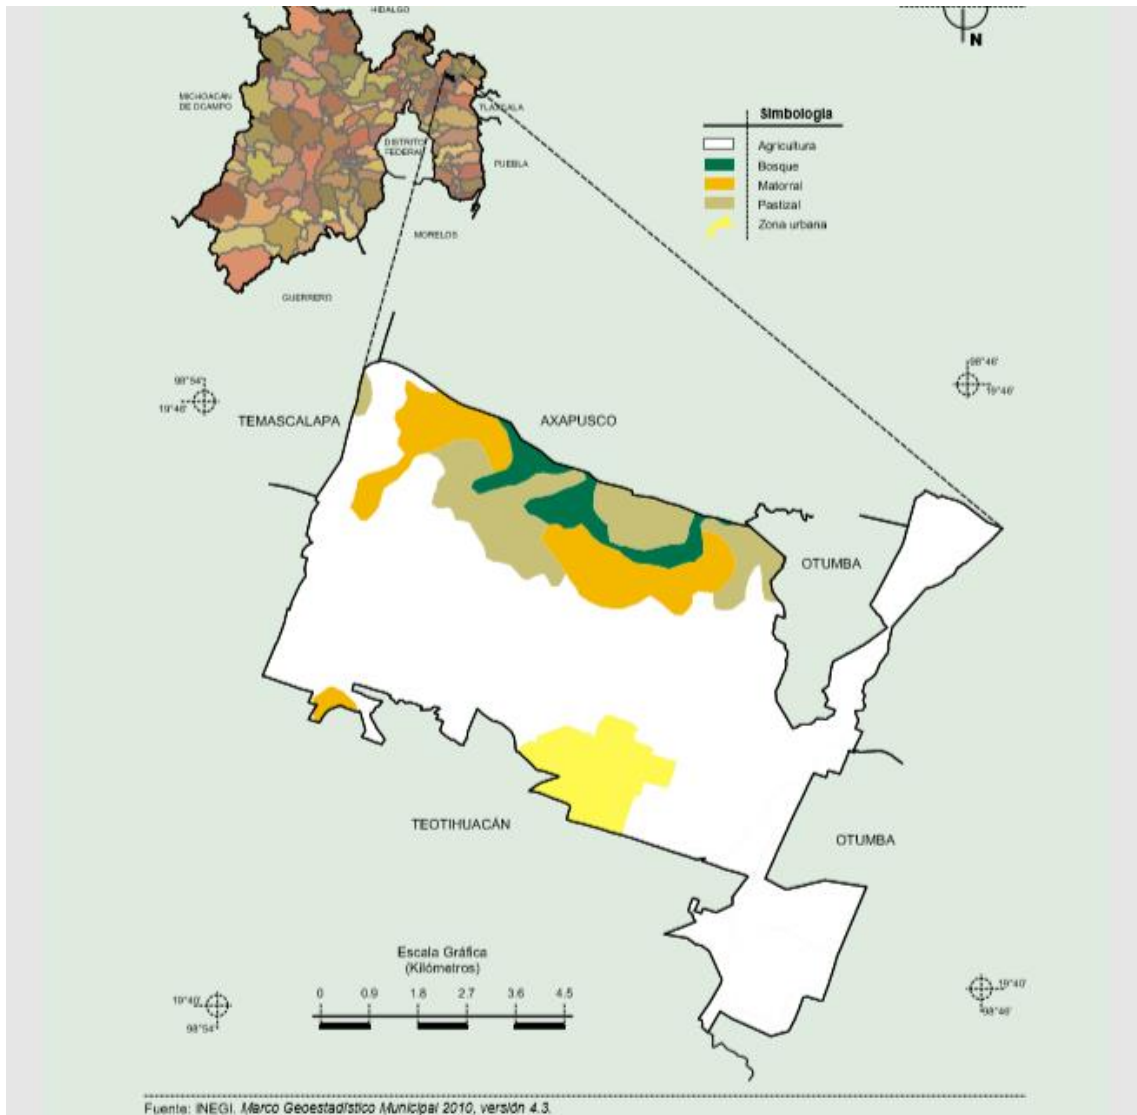 HIDALGO
N
MICHOACÁN
DE OCAMPO
TLAXCALA
DISTRITO
FEDERAL
PUEBLA
MORELOS
GUERRERO
Simbología
Agricultura
Bosque
Matorral
Pastizal
Zona urbana
98°54'
19°46'
98°46'
19°46'
TEMASCALAPA
AXAPUSCO
OTUMBA
TEOTIHUACÁN
OTUMBA
Escala Gráfica
(Kilómetros)
0 0.9 1.8 2.7 3.6 4.5
19°40'
98°54'
19°40'
98°46'
Fuente: INEGI. Marco Geoestadístico Municipal 2010, versión 4.3.